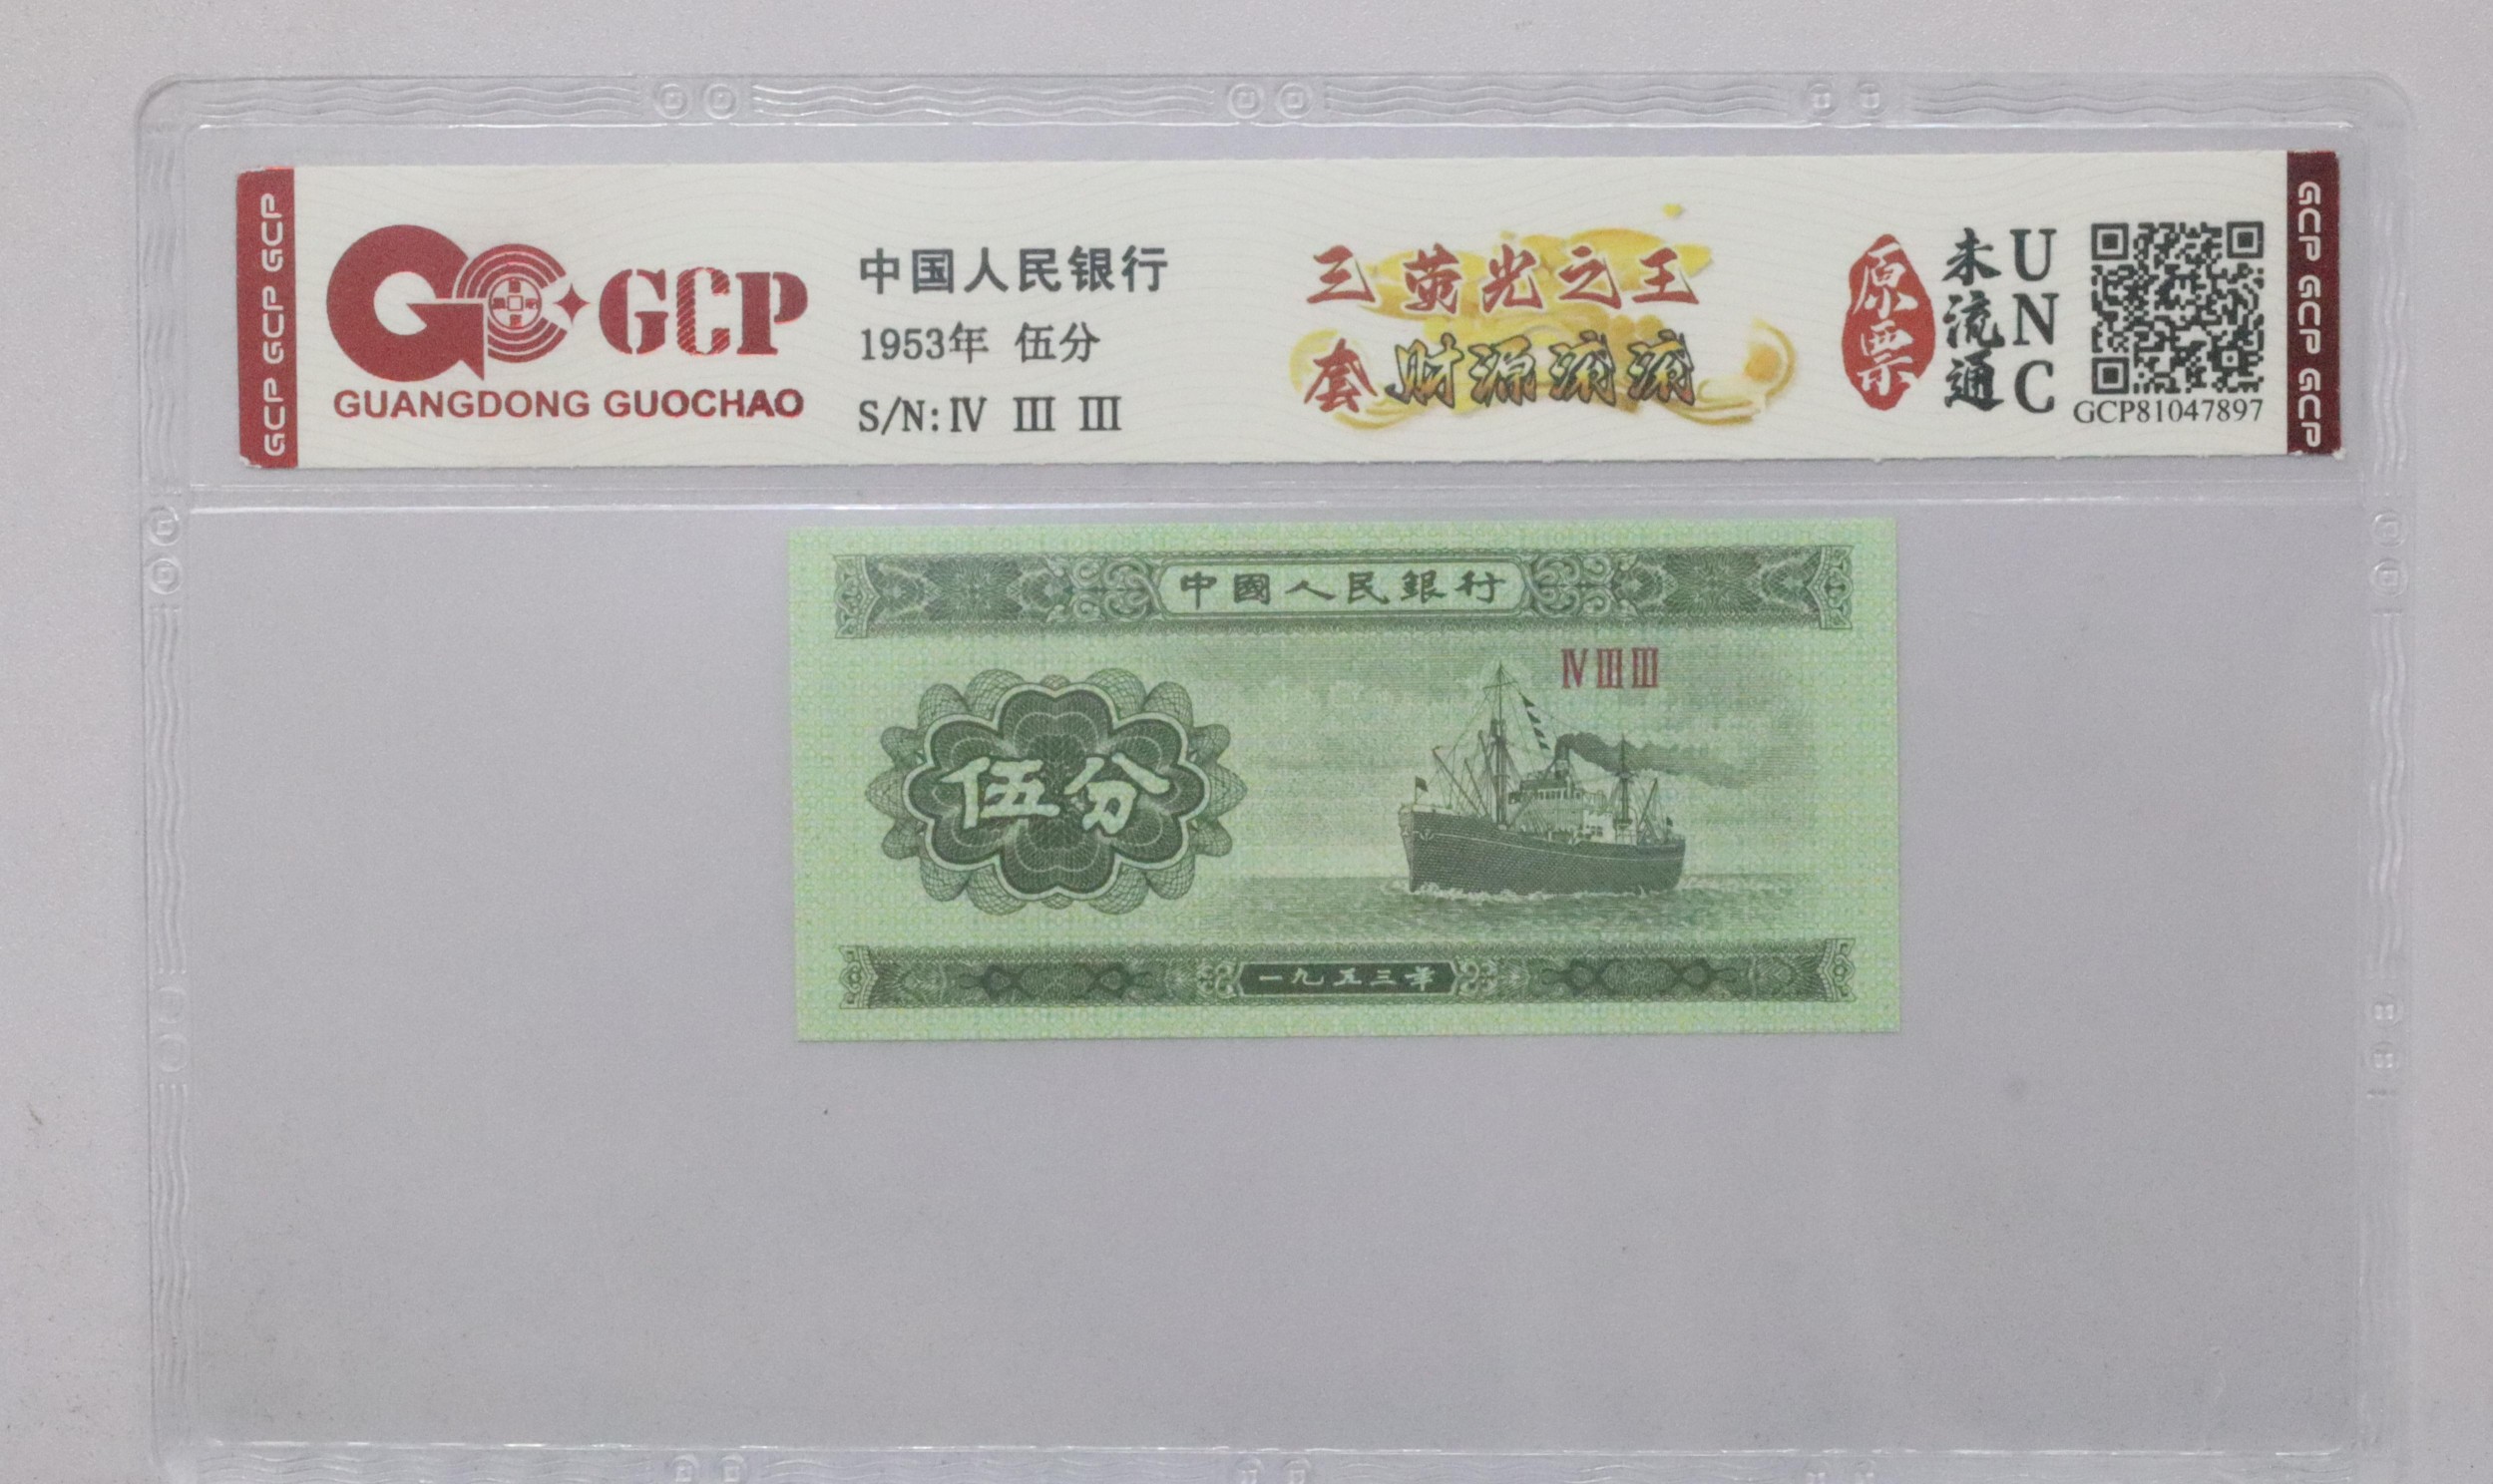 GCP GCP GCP
GCP
GUANGDONG GUOCHAO
中国人民银行
1953年 伍分
S/N: Ⅳ Ⅲ Ⅲ
三套
荧光之王
财源滚滚
原票
未流通
UNC
GCP81047897
GCP GCP GCP
中國人民銀行
Ⅳ Ⅲ Ⅲ
伍分
一九五三年